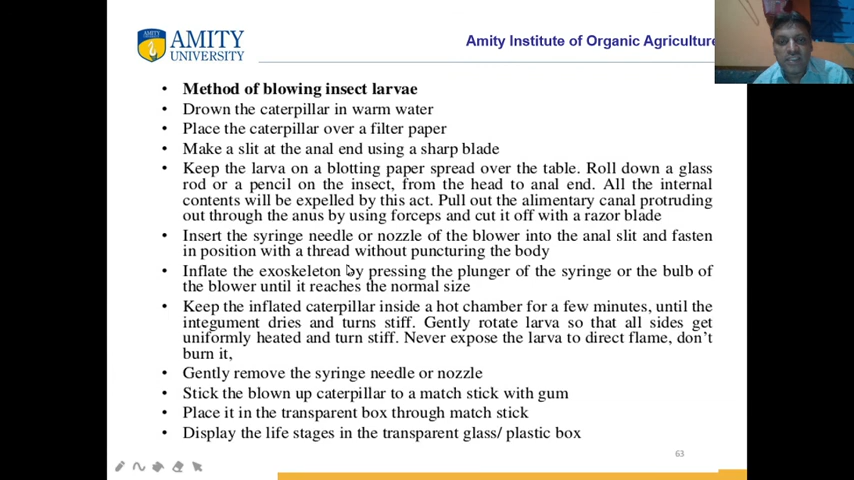 AMITY
UNIVERSITY
Amity Institute of Organic Agriculture
• Method of blowing insect larvae
• Drown the caterpillar in warm water
• Place the caterpillar over a filter paper
• Make a slit at the anal end using a sharp blade
• Keep the larva on a blotting paper spread over the table. Roll down a glass
rod or a pencil on the insect, from the head to anal end. All the internal
contents will be expelled by this act. Pull out the alimentary canal protruding
out through the anus by using forceps and cut it off with a razor blade
• Insert the syringe needle or nozzle of the blower into the anal slit and fasten
in position with a thread without puncturing the body
• Inflate the exoskeleton by pressing the plunger of the syringe or the bulb of
the blower until it reaches the normal size
• Keep the inflated caterpillar inside a hot chamber for a few minutes, until the
integument dries and turns stiff. Gently rotate larva so that all sides get
uniformly heated and turn stiff. Never expose the larva to direct flame, don't
burn it,
• Gently remove the syringe needle or nozzle
• Stick the blown up caterpillar to a match stick with gum
• Place it in the transparent box through match stick
• Display the life stages in the transparent glass/ plastic box
63